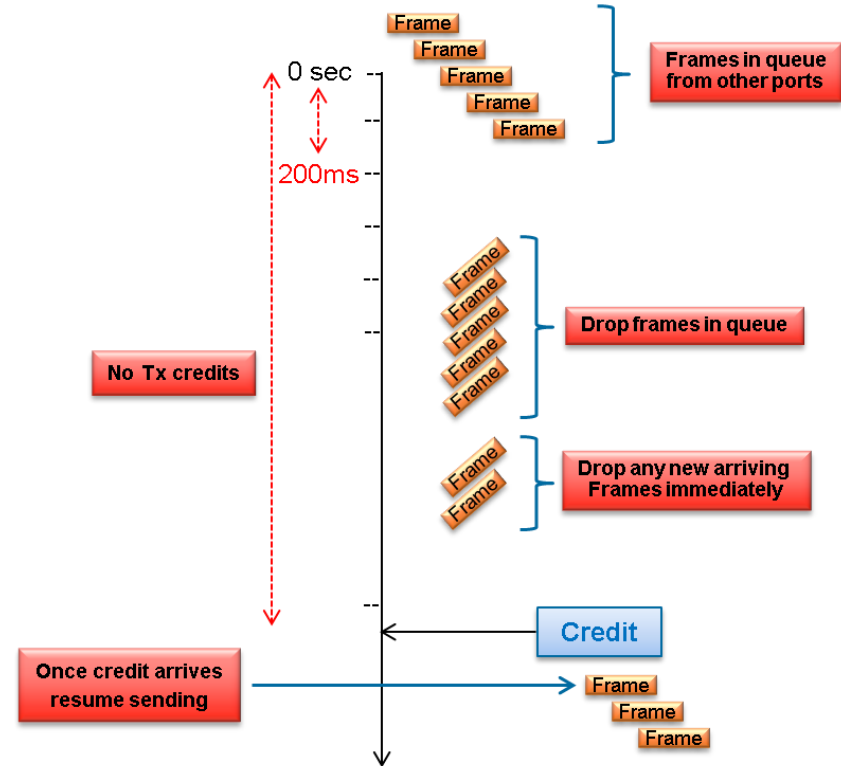 Frame
Frame
Frame
Frame
Frame
Frames in queue
from other ports
0 sec
200ms
Frame
Frame
Frame
Frame
Frame
Drop frames in queue
No Tx credits
Frame
Frame
Drop any new arriving
Frames immediately
Credit
Once credit arrives
resume sending
Frame
Frame
Frame